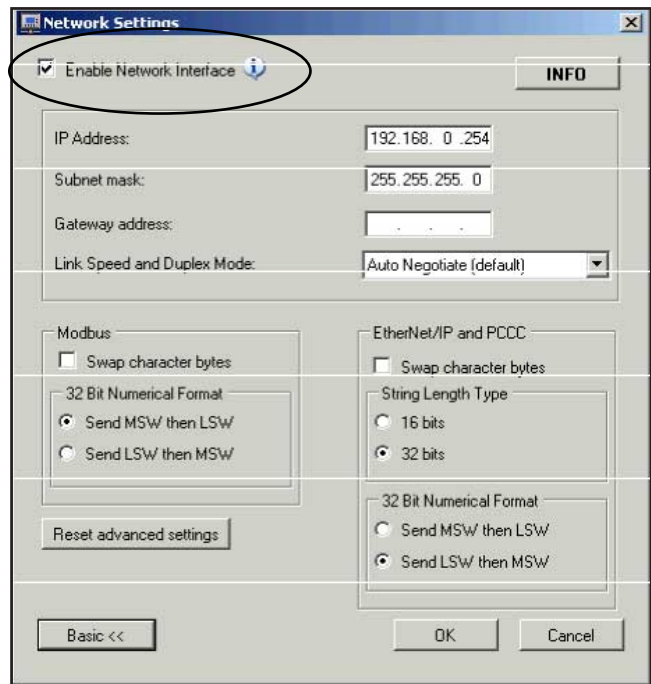 Network Settings
Enable Network Interface
INFO
IP Address: 192.168. 0 .254
Subnet mask: 255.255.255. 0
Gateway address: . . .
Link Speed and Duplex Mode: Auto Negotiate (default)
Modbus
Swap character bytes
32 Bit Numerical Format
Send MSW then LSW
Send LSW then MSW
Reset advanced settings
EtherNet/IP and PCCC
Swap character bytes
String Length Type
16 bits
32 bits
32 Bit Numerical Format
Send MSW then LSW
Send LSW then MSW
Basic <<
OK
Cancel